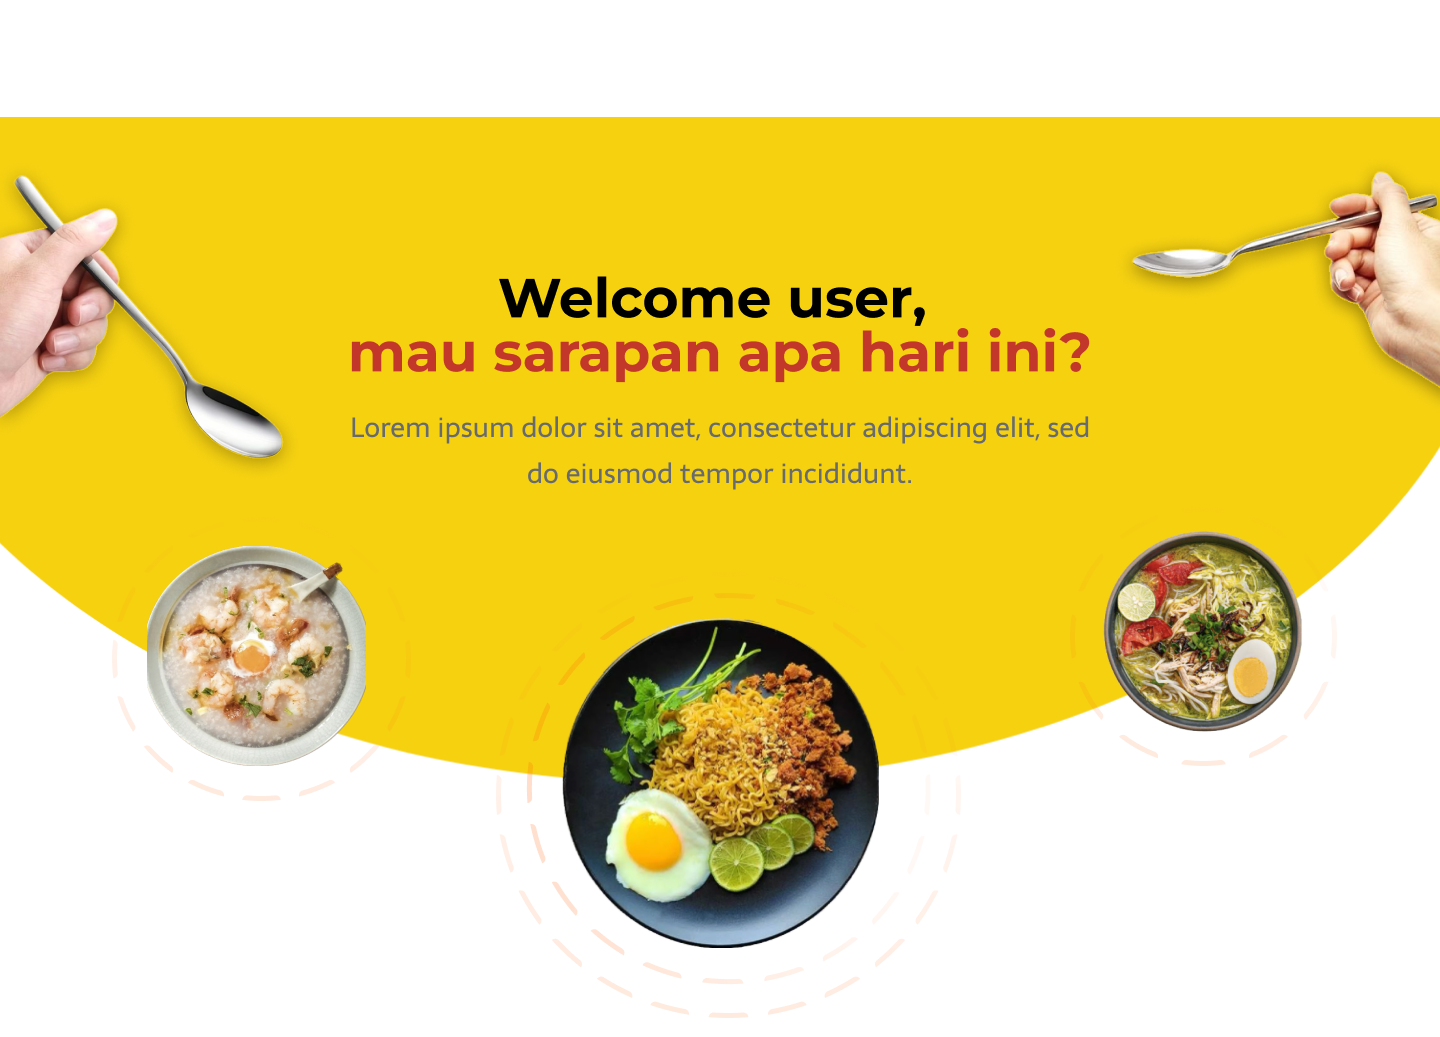 Welcome user,
mau sarapan apa hari ini?
Lorem ipsum dolor sit amet, consectetur adipiscing elit, sed
do eiusmod tempor incididunt.